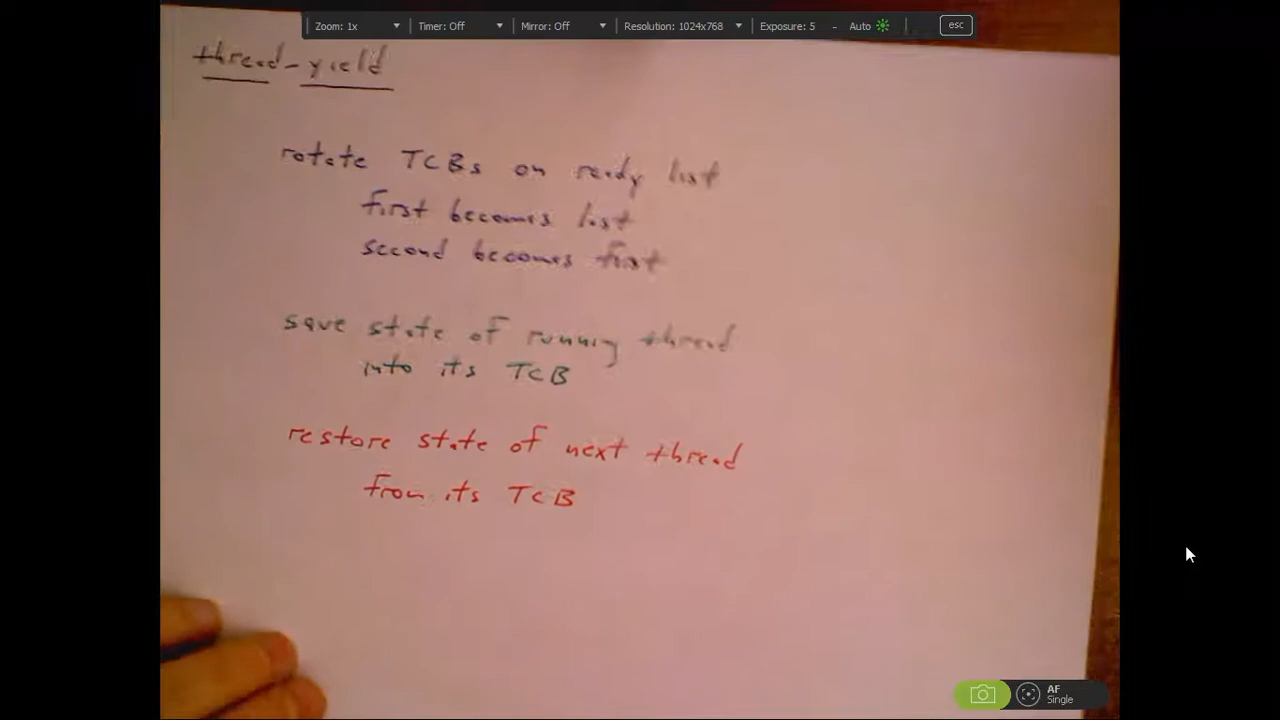 Zoom: 1x Timer: Off Mirror: Off Resolution: 1024x768 Exposure: 5 - Auto esc
thread-yield
rotate TCBs on ready list
first becomes last
second becomes first
save state of running thread
into its TCB
restore state of next thread
from its TCB
AF
Single